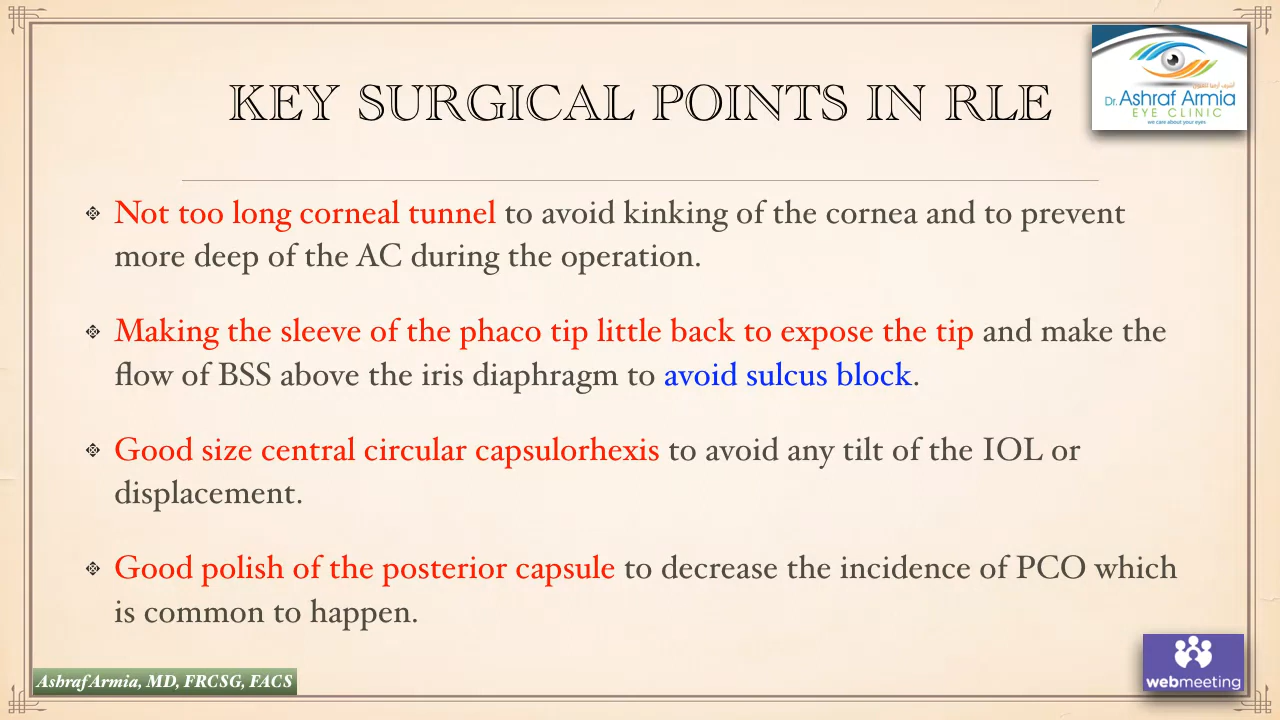 KEY SURGICAL POINTS IN RLE
Dr. Ashraf Armia
EYE CLINIC
we care about your eyes
Not too long corneal tunnel to avoid kinking of the cornea and to prevent
more deep of the AC during the operation.
Making the sleeve of the phaco tip little back to expose the tip and make the
flow of BSS above the iris diaphragm to avoid sulcus block.
Good size central circular capsulorhexis to avoid any tilt of the IOL or
displacement.
Good polish of the posterior capsule to decrease the incidence of PCO which
is common to happen.
Ashraf Armia, MD, FRCSG, FACS
webmeeting